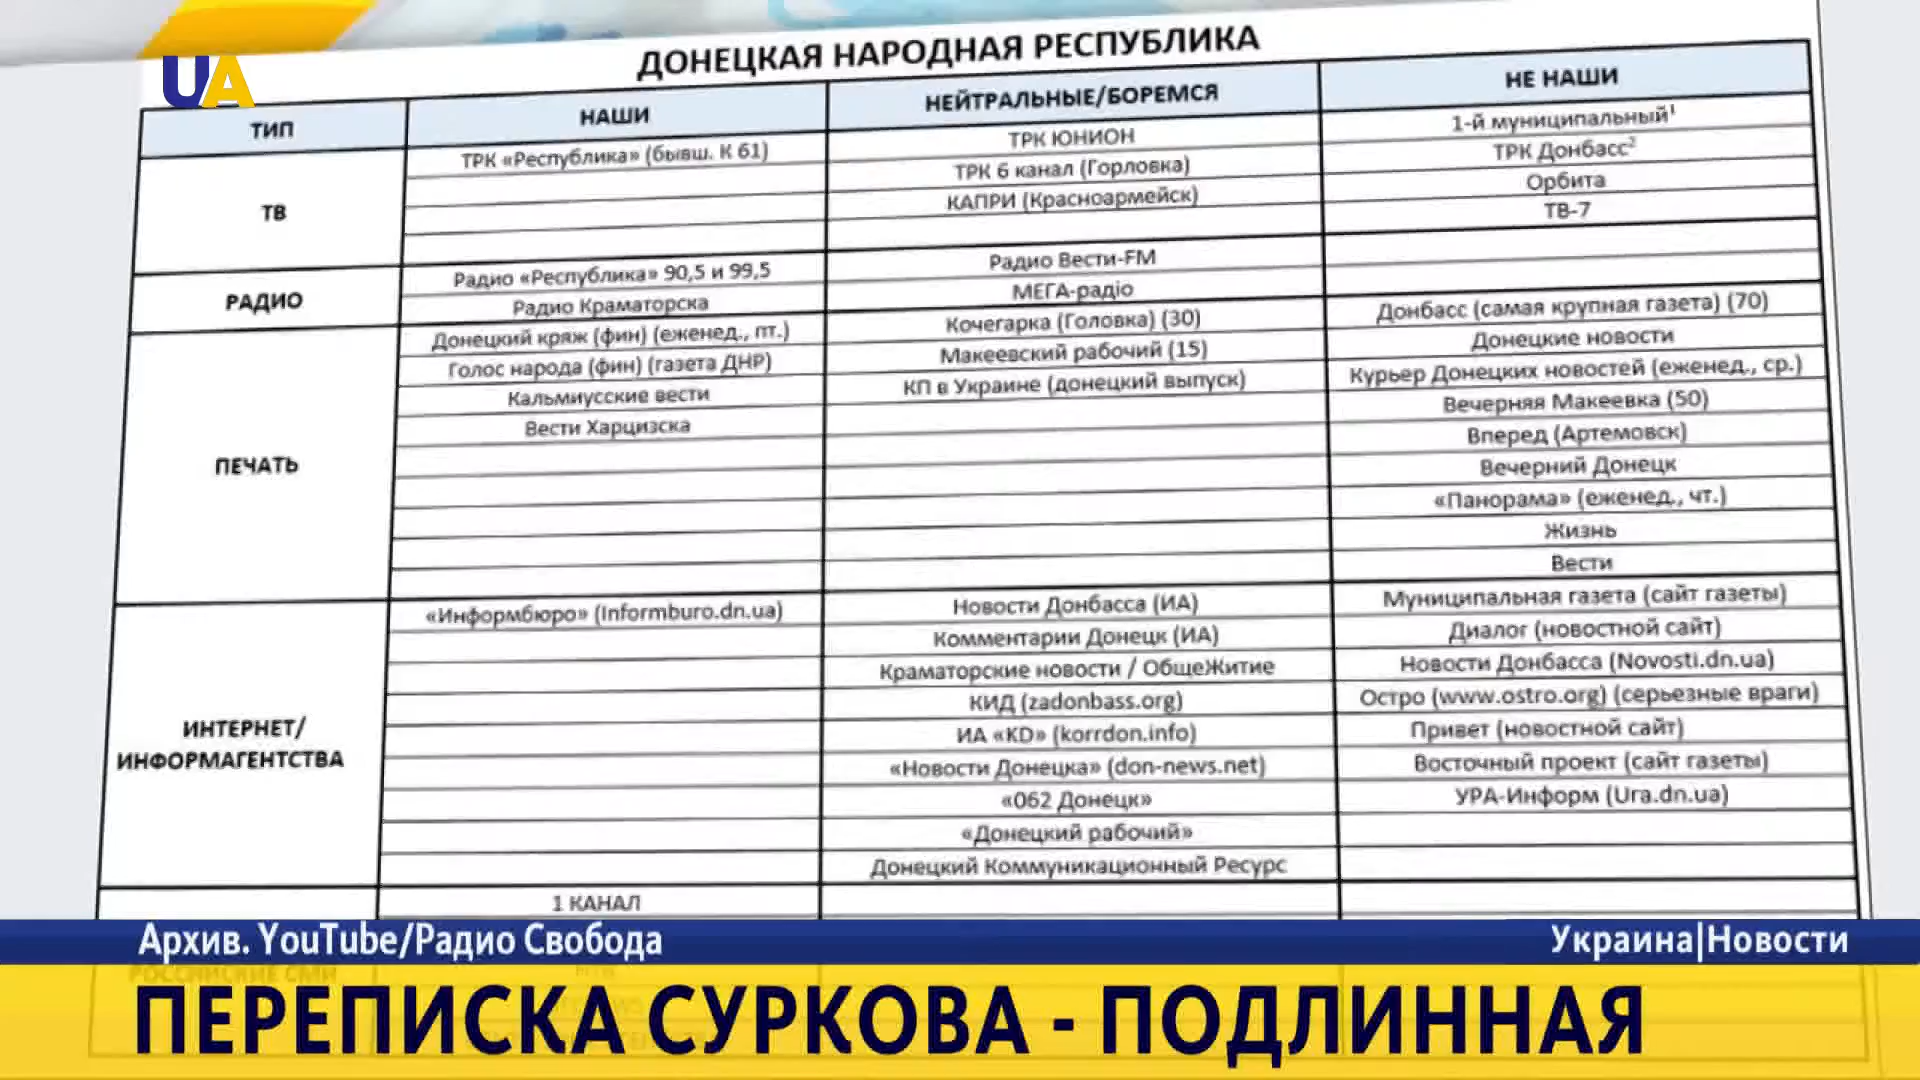 UA
ДОНЕЦКАЯ НАРОДНАЯ РЕСПУБЛИКА
ТИП НАШИ НЕЙТРАЛЬНЫЕ/БОРЕМСЯ НЕ НАШИ
ТВ
ТРК «Республика» (бывш. К 61) ТРК ЮНИОН 1-й муниципальный¹
ТРК 6 канал (Горловка) ТРК Донбасс²
КАПРИ (Красноармейск) Орбита
ТВ-7
РАДИО
Радио «Республика» 90,5 и 99,5 Радио Вести-FM
Радио Краматорска МЕГА-радіо
ПЕЧАТЬ
Донецкий кряж (фин) (еженед., пт.) Кочегарка (Головка) (30) Донбасс (самая крупная газета) (70)
Голос народа (фин) (газета ДНР) Макеевский рабочий (15) Донецкие новости
Кальмиусские вести КП в Украине (донецкий выпуск) Курьер Донецких новостей (еженед., ср.)
Вести Харцизска Вечерняя Макеевка (50)
Вперед (Артемовск)
Вечерний Донецк
«Панорама» (еженед., чт.)
Жизнь
Вести
ИНТЕРНЕТ/
ИНФОРМАГЕНТСТВА
«Информбюро» (Informburo.dn.ua) Новости Донбасса (ИА) Муниципальная газета (сайт газеты)
Комментарии Донецк (ИА) Диалог (новостной сайт)
Краматорские новости / ОбщеЖитие Новости Донбасса (Novosti.dn.ua)
КИД (zadonbass.org) Остро (www.ostro.org) (серьезные враги)
ИА «KD» (korrdon.info) Привет (новостной сайт)
«Новости Донецка» (don-news.net) Восточный проект (сайт газеты)
«062 Донецк» УРА-Информ (Ura.dn.ua)
«Донецкий рабочий»
Донецкий Коммуникационный Ресурс
1 КАНАЛ
РОССИЙСКИЕ СМИ
Архив. YouTube/Радио Свобода
Украина|Новости
ПЕРЕПИСКА СУРКОВА - ПОДЛИННАЯ